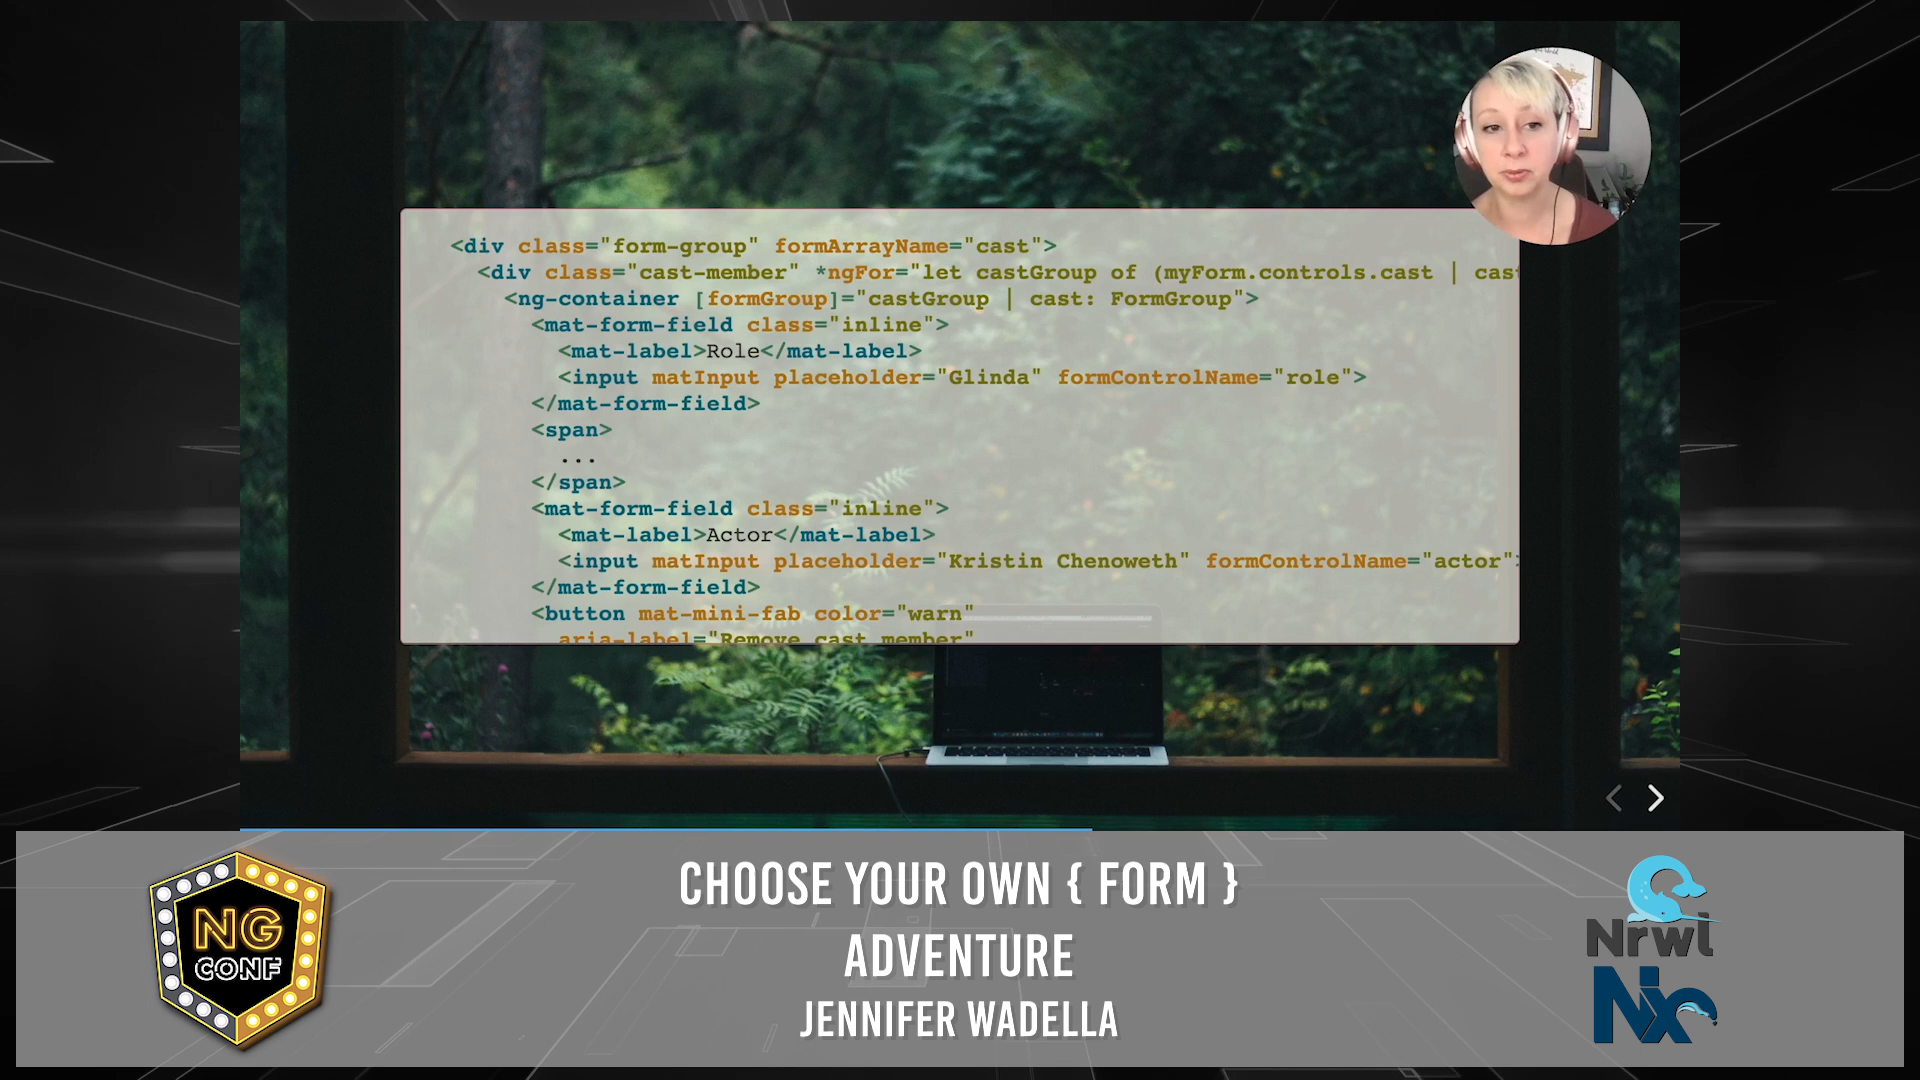 <div class="form-group" formArrayName="cast">
<div class="cast-member" *ngFor="let castGroup of (myForm.controls.cast | cas
<ng-container [formGroup]="castGroup | cast: FormGroup">
<mat-form-field class="inline">
<mat-label>Role</mat-label>
<input matInput placeholder="Glinda" formControlName="role">
</mat-form-field>
<span>
...
</span>
<mat-form-field class="inline">
<mat-label>Actor</mat-label>
<input matInput placeholder="Kristin Chenoweth" formControlName="actor">
</mat-form-field>
<button mat-mini-fab color="warn"
aria-label="Remove cast member"
NG
CONF
CHOOSE YOUR OWN { FORM }
ADVENTURE
JENNIFER WADELLA
Nrwl
Nx